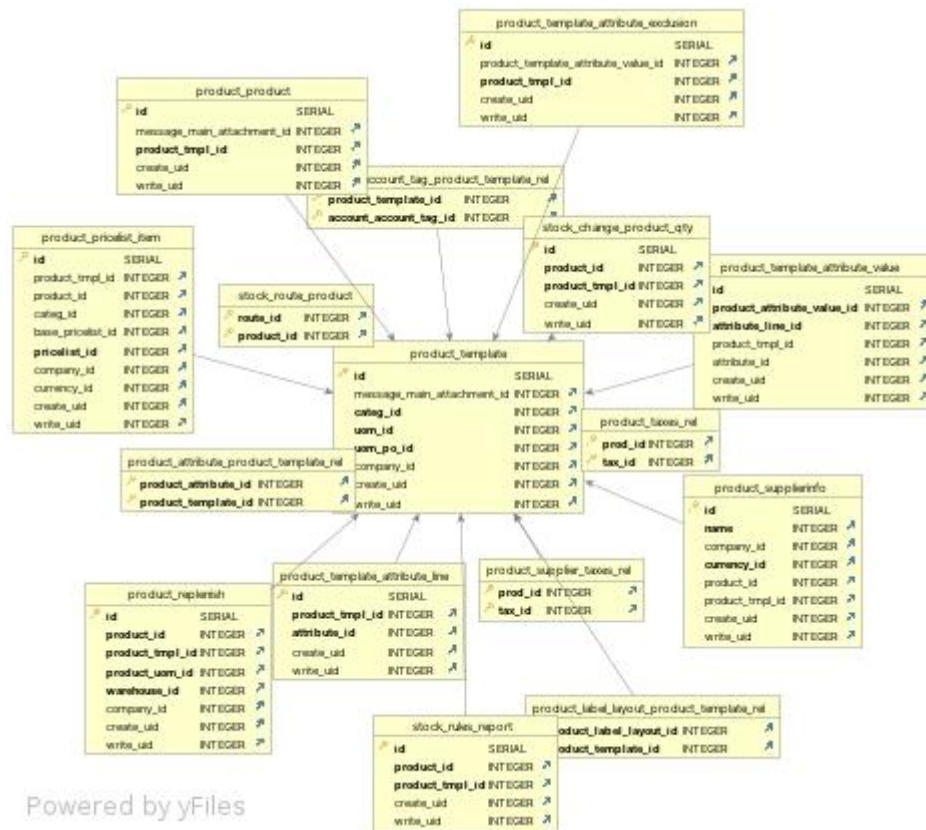 product_template_attribute_exclusion
id SERIAL
product_template_attribute_value_id INTEGER
product_tmpl_id INTEGER
create_uid INTEGER
write_uid INTEGER
product_product
id SERIAL
message_main_attachment_id INTEGER
product_tmpl_id INTEGER
create_uid INTEGER
write_uid INTEGER
account_tag_product_template_rel
product_template_id INTEGER
account_account_tag_id INTEGER
stock_change_product_qty
id SERIAL
product_id INTEGER
product_tmpl_id INTEGER
create_uid INTEGER
write_uid INTEGER
product_pricelist_item
id SERIAL
product_tmpl_id INTEGER
product_id INTEGER
categ_id INTEGER
base_pricelist_id INTEGER
pricelist_id INTEGER
company_id INTEGER
currency_id INTEGER
create_uid INTEGER
write_uid INTEGER
product_template_attribute_value
id SERIAL
product_attribute_value_id INTEGER
attribute_line_id INTEGER
product_tmpl_id INTEGER
attribute_id INTEGER
create_uid INTEGER
write_uid INTEGER
stock_route_product
route_id INTEGER
product_id INTEGER
product_template
id SERIAL
message_main_attachment_id INTEGER
categ_id INTEGER
uom_id INTEGER
uom_po_id INTEGER
company_id INTEGER
create_uid INTEGER
write_uid INTEGER
product_taxes_rel
prod_id INTEGER
tax_id INTEGER
product_attribute_product_template_rel
product_attribute_id INTEGER
product_template_id INTEGER
product_supplierinfo
id SERIAL
name INTEGER
company_id INTEGER
currency_id INTEGER
product_id INTEGER
product_tmpl_id INTEGER
create_uid INTEGER
write_uid INTEGER
product_supplier_taxes_rel
prod_id INTEGER
tax_id INTEGER
product_template_attribute_line
id SERIAL
product_tmpl_id INTEGER
attribute_id INTEGER
create_uid INTEGER
write_uid INTEGER
product_replenish
id SERIAL
product_id INTEGER
product_tmpl_id INTEGER
product_uom_id INTEGER
warehouse_id INTEGER
company_id INTEGER
create_uid INTEGER
write_uid INTEGER
product_label_layout_product_template_rel
roduct_label_layout_id INTEGER
roduct_template_id INTEGER
stock_rules_report
id SERIAL
product_id INTEGER
product_tmpl_id INTEGER
create_uid INTEGER
write_uid INTEGER
Powered by yFiles